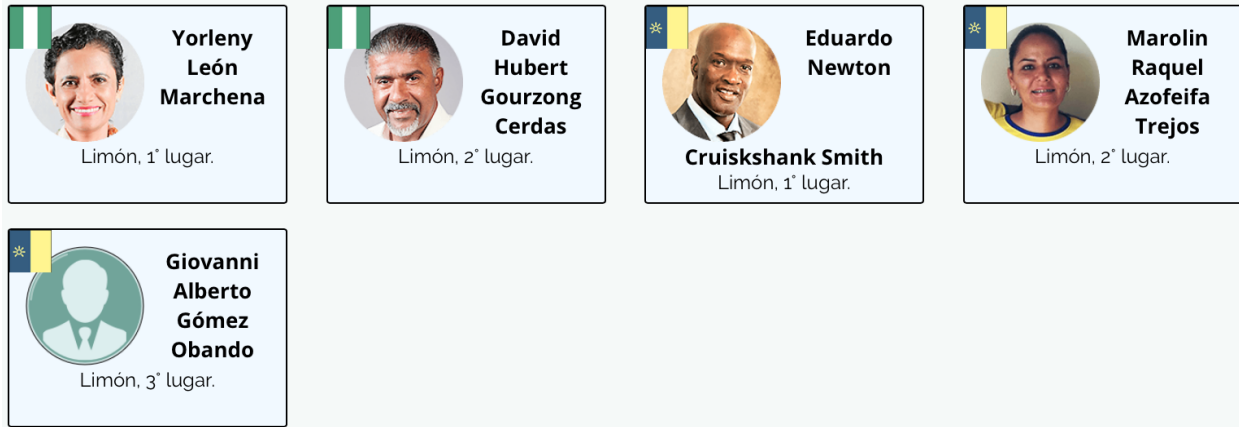 Yorleny
León
Marchena
Limón, 1° lugar.
David
Hubert
Gourzong
Cerdas
Limón, 2° lugar.
Eduardo
Newton
Cruiskshank Smith
Limón, 1° lugar.
Marolin
Raquel
Azofeifa
Trejos
Limón, 2° lugar.
Giovanni
Alberto
Gómez
Obando
Limón, 3° lugar.